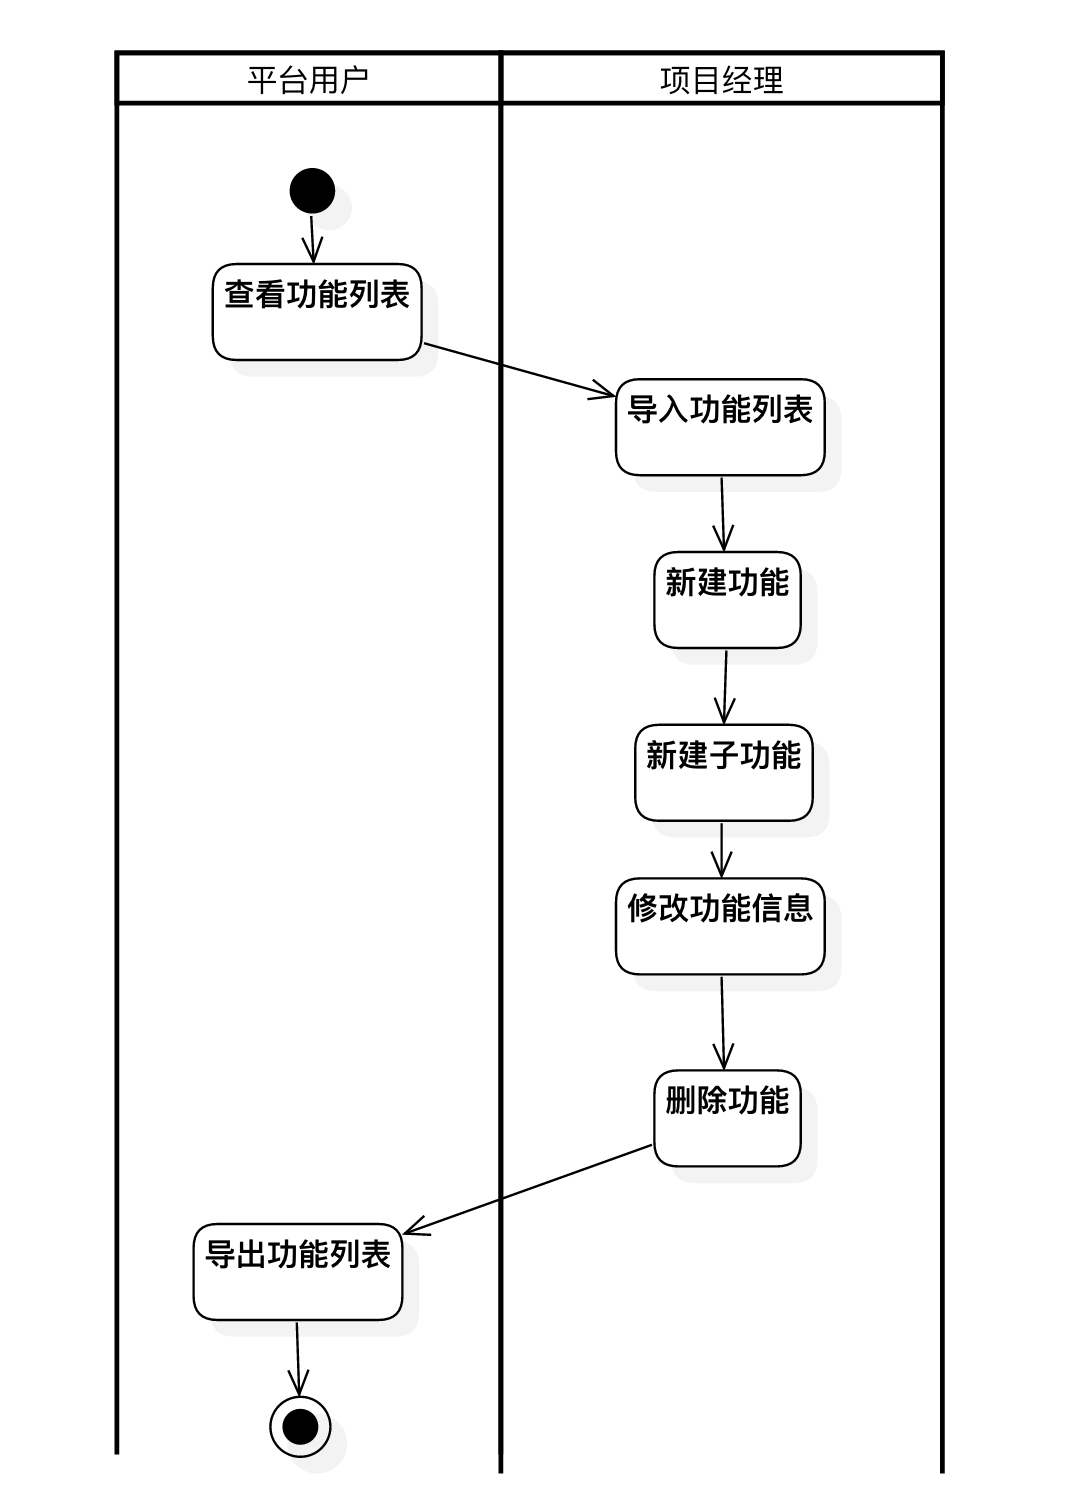 平台用户
项目经理
查看功能列表
导入功能列表
新建功能
新建子功能
修改功能信息
删除功能
导出功能列表